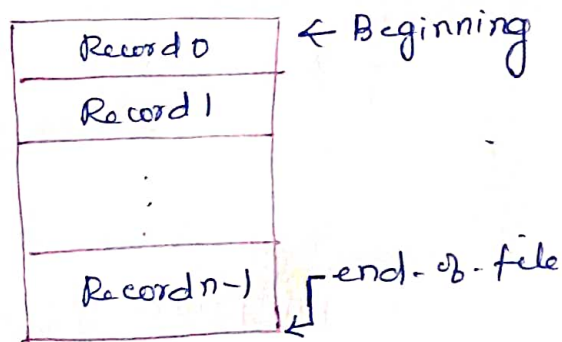 Record 0
← Beginning
Record 1
⋮
Record n-1
end-of-file